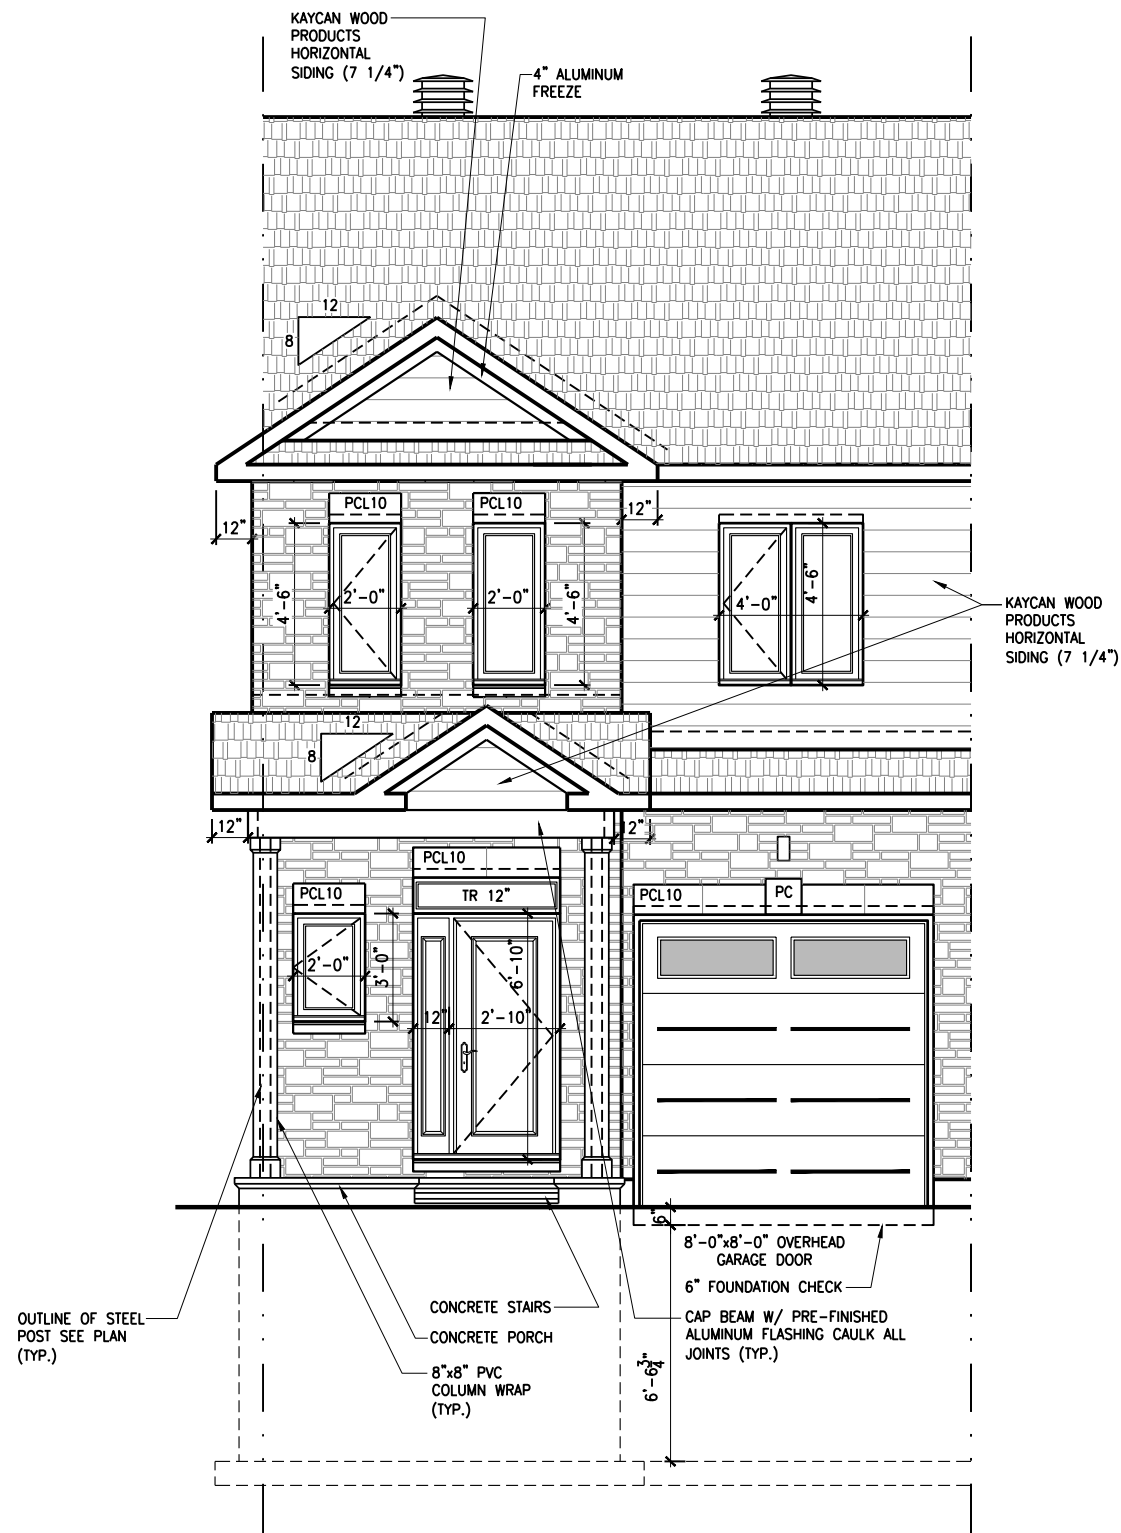 KAYCAN WOOD
PRODUCTS
HORIZONTAL
SIDING (7 1/4")
4" ALUMINUM
FREEZE
12
8
PCL10
PCL10
12"
12"
4'-6"
2'-0"
2'-0"
4'-6"
4'-0"
4'-6"
KAYCAN WOOD
PRODUCTS
HORIZONTAL
SIDING (7 1/4")
12
8
12"
12"
PCL10
TR 12"
PCL10
PCL10
PC
2'-0"
3'-0"
6'-10"
12"
2'-10"
6"
8'-0"x8'-0" OVERHEAD
GARAGE DOOR
6" FOUNDATION CHECK
CONCRETE STAIRS
CONCRETE PORCH
8"x8" PVC
COLUMN WRAP
(TYP.)
OUTLINE OF STEEL
POST SEE PLAN
(TYP.)
CAP BEAM W/ PRE-FINISHED
ALUMINUM FLASHING CAULK ALL
JOINTS (TYP.)
6'-6 3/4"